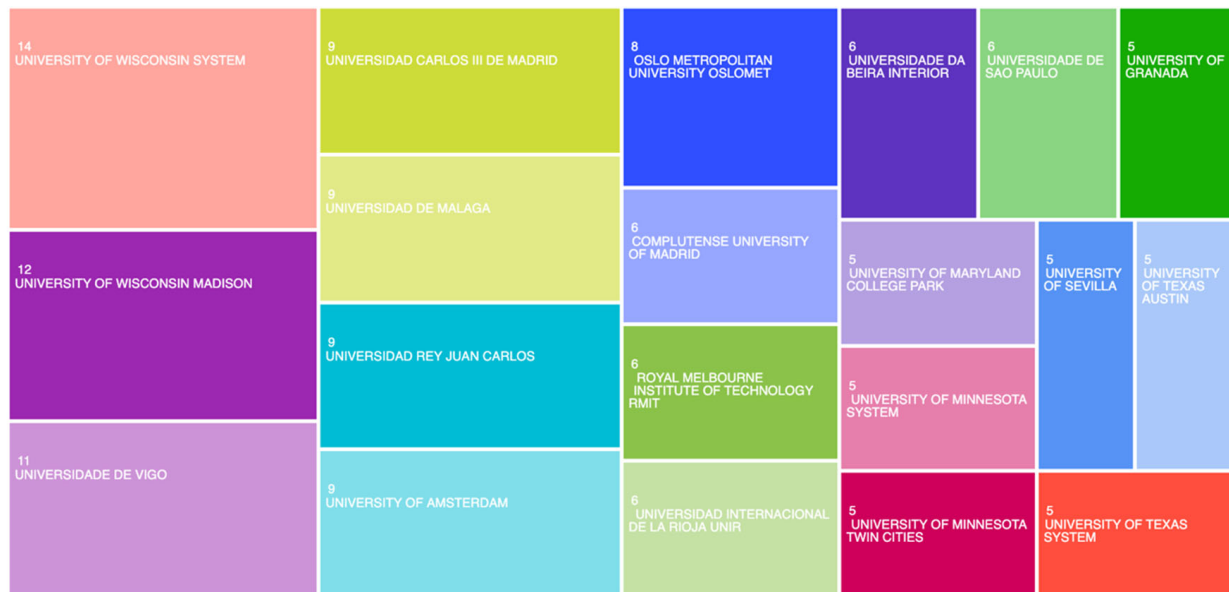 14
UNIVERSITY OF WISCONSIN SYSTEM
12
UNIVERSITY OF WISCONSIN MADISON
11
UNIVERSIDADE DE VIGO
9
UNIVERSIDAD CARLOS III DE MADRID
9
UNIVERSIDAD DE MALAGA
9
UNIVERSIDAD REY JUAN CARLOS
9
UNIVERSITY OF AMSTERDAM
8
OSLO METROPOLITAN
UNIVERSITY OSLOMET
6
COMPLUTENSE UNIVERSITY
OF MADRID
6
ROYAL MELBOURNE
INSTITUTE OF TECHNOLOGY
RMIT
6
UNIVERSIDAD INTERNACIONAL
DE LA RIOJA UNIR
6
UNIVERSIDADE DA
BEIRA INTERIOR
6
UNIVERSIDADE DE
SAO PAULO
5
UNIVERSITY OF
GRANADA
5
UNIVERSITY OF MARYLAND
COLLEGE PARK
5
UNIVERSITY OF MINNESOTA
SYSTEM
5
UNIVERSITY OF MINNESOTA
TWIN CITIES
5
UNIVERSITY
OF SEVILLA
5
UNIVERSITY
OF TEXAS
AUSTIN
5
UNIVERSITY OF TEXAS
SYSTEM